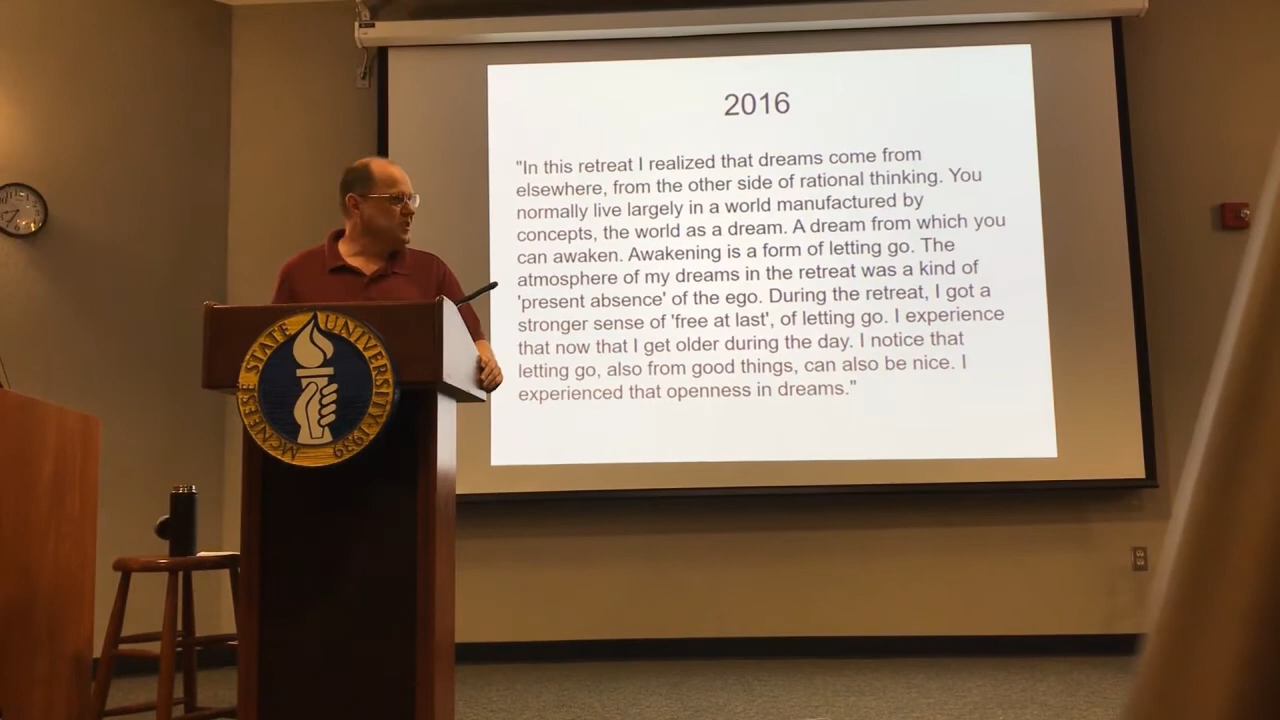 2016
"In this retreat I realized that dreams come from
elsewhere, from the other side of rational thinking. You
normally live largely in a world manufactured by
concepts, the world as a dream. A dream from which you
can awaken. Awakening is a form of letting go. The
atmosphere of my dreams in the retreat was a kind of
'present absence' of the ego. During the retreat, I got a
stronger sense of 'free at last', of letting go. I experience
that now that I get older during the day. I notice that
letting go, also from good things, can also be nice. I
experienced that openness in dreams."
MCNEESE STATE UNIVERSITY 1939